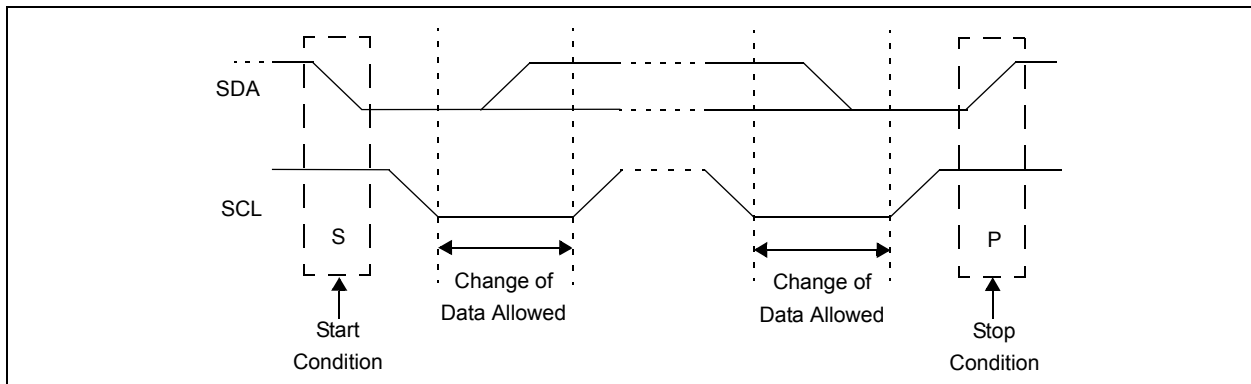 SDA
SCL
S
P
Change of
Data Allowed
Change of
Data Allowed
Start
Condition
Stop
Condition